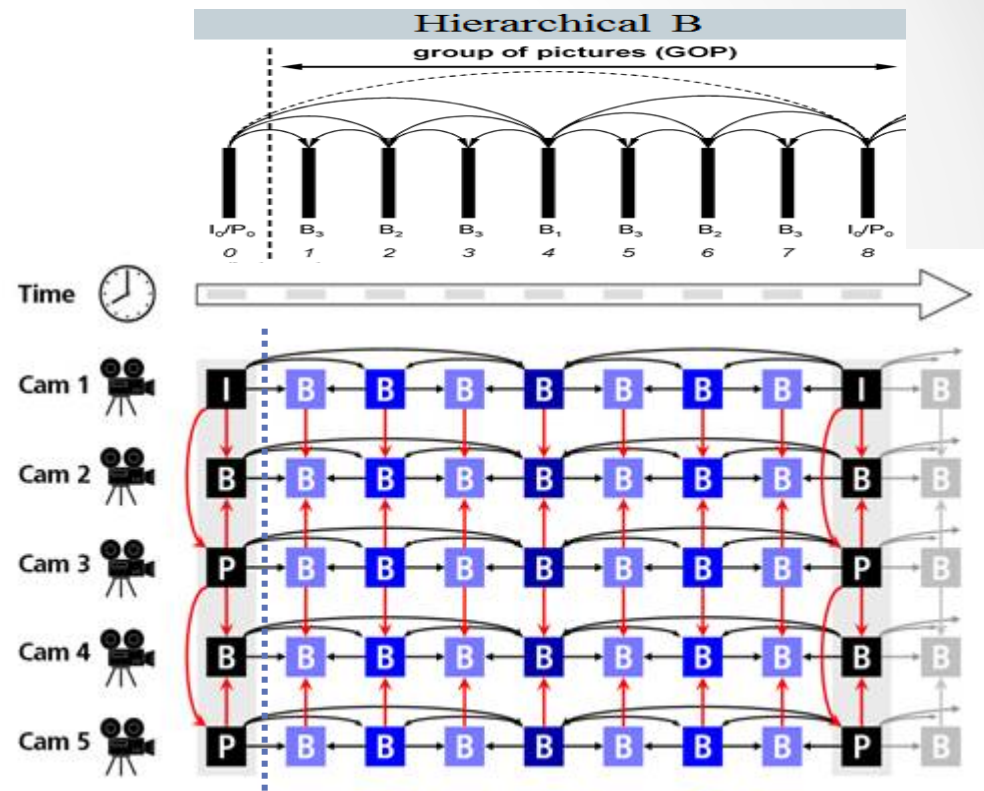 Hierarchical B
group of pictures (GOP)
I₀/P₀ B₃ B₂ B₃ B₁ B₃ B₂ B₃ I₀/P₀
0 1 2 3 4 5 6 7 8
Time
Cam 1 I B B B B B B B I B
Cam 2 B B B B B B B B B B
Cam 3 P B B B B B B B P B
Cam 4 B B B B B B B B B B
Cam 5 P B B B B B B B P B